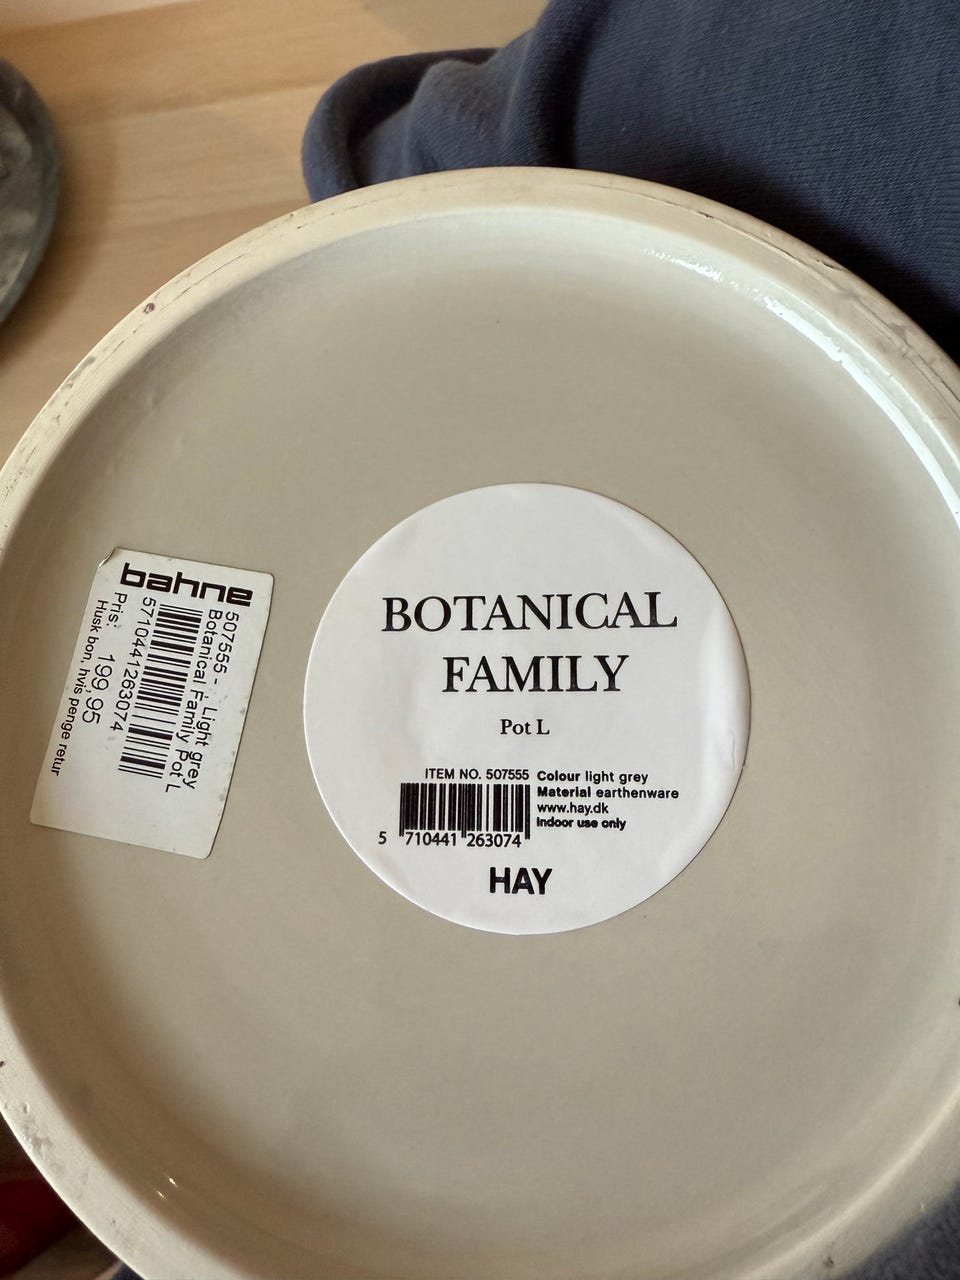 bahne
507555 - , Light grey
Botanical Family Pot L
5710441263074
Pris: 199,95
Husk bon, hvis penge retur
BOTANICAL
FAMILY
Pot L
ITEM NO. 507555
5 710441 263074
Colour light grey
Material earthenware
www.hay.dk
Indoor use only
HAY